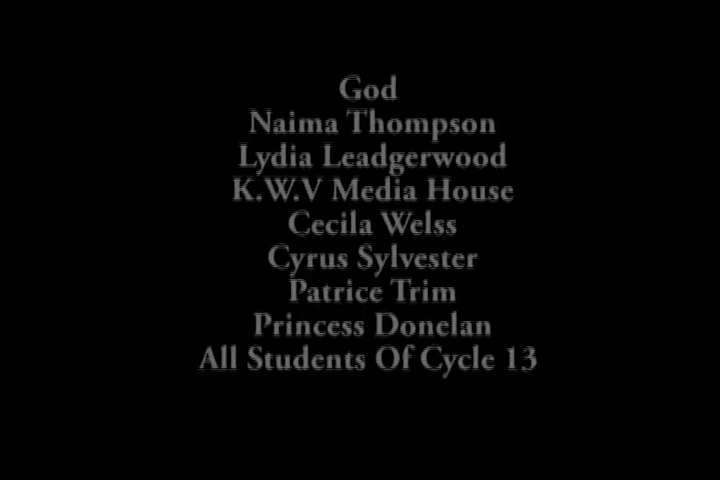 God
Naima Thompson
Lydia Leadgerwood
K.W.V Media House
Cecila Welss
Cyrus Sylvester
Patrice Trim
Princess Donelan
All Students Of Cycle 13